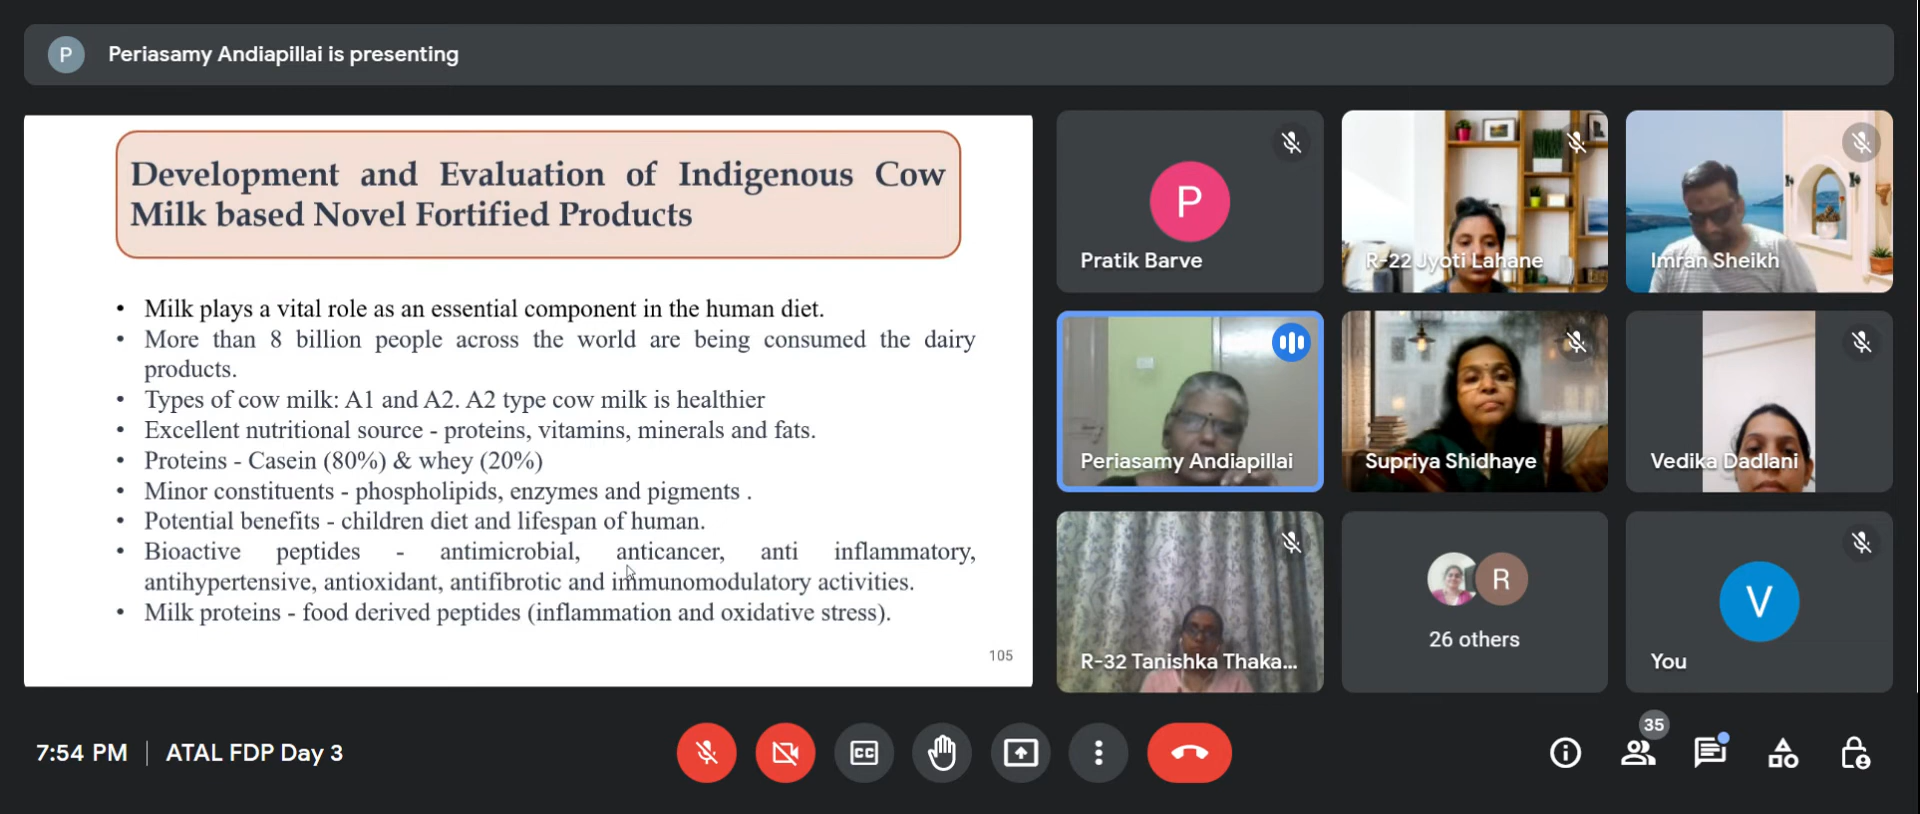 P
Periasamy Andiapillai is presenting
Development and Evaluation of Indigenous Cow
Milk based Novel Fortified Products
• Milk plays a vital role as an essential component in the human diet.
• More than 8 billion people across the world are being consumed the dairy
products.
• Types of cow milk: A1 and A2. A2 type cow milk is healthier
• Excellent nutritional source - proteins, vitamins, minerals and fats.
• Proteins - Casein (80%) & whey (20%)
• Minor constituents - phospholipids, enzymes and pigments .
• Potential benefits - children diet and lifespan of human.
• Bioactive peptides - antimicrobial, anticancer, anti inflammatory,
antihypertensive, antioxidant, antifibrotic and immunomodulatory activities.
• Milk proteins - food derived peptides (inflammation and oxidative stress).
105
P
Pratik Barve
R-22 Jyoti Lahane
Imran Sheikh
Periasamy Andiapillai
Supriya Shidhaye
Vedika Dadlani
R-32 Tanishka Thaka...
R
26 others
V
You
7:54 PM | ATAL FDP Day 3
CC
35